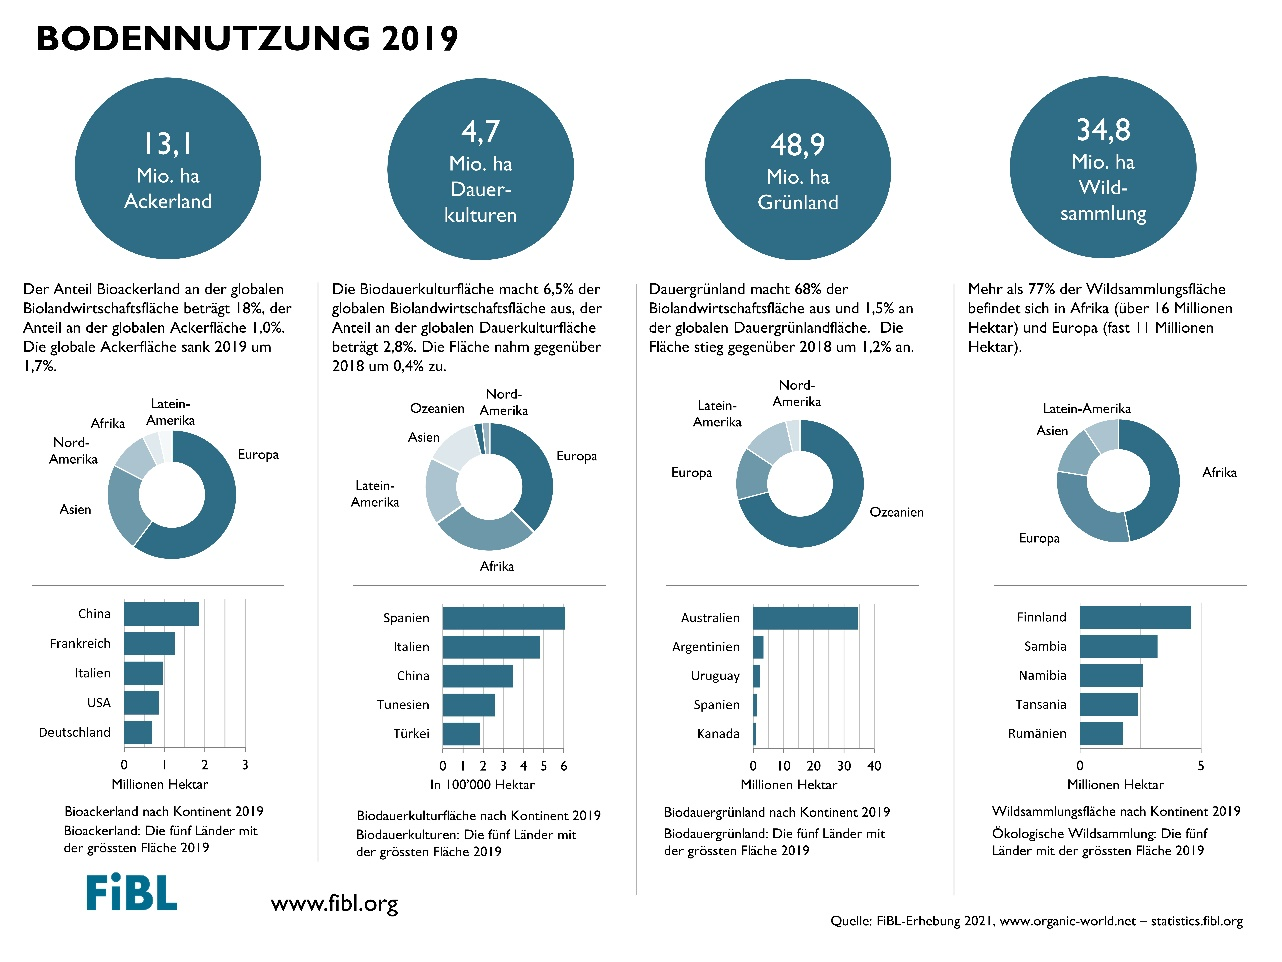 BODENNUTZUNG 2019
13,1
Mio. ha
Ackerland
4,7
Mio. ha
Dauer-
kulturen
48,9
Mio. ha
Grünland
34,8
Mio. ha
Wild-
sammlung
Der Anteil Bioackerland an der globalen
Biolandwirtschaftsfläche beträgt 18%, der
Anteil an der globalen Ackerfläche 1,0%.
Die globale Ackerfläche sank 2019 um
1,7%.
Die Biodauerkulturfläche macht 6,5% der
globalen Biolandwirtschaftsfläche aus, der
Anteil an der globalen Dauerkulturfläche
beträgt 2,8%. Die Fläche nahm gegenüber
2018 um 0,4% zu.
Dauergrünland macht 68% der
Biolandwirtschaftsfläche aus und 1,5% an
der globalen Dauergrünlandfläche. Die
Fläche stieg gegenüber 2018 um 1,2% an.
Mehr als 77% der Wildsammlungsfläche
befindet sich in Afrika (über 16 Millionen
Hektar) und Europa (fast 11 Millionen
Hektar).
Latein-
Amerika
Afrika
Nord-
Amerika
Europa
Asien
Nord-
Amerika
Ozeanien
Asien
Europa
Latein-
Amerika
Afrika
Nord-
Amerika
Latein-
Amerika
Europa
Ozeanien
Latein-Amerika
Asien
Afrika
Europa
China
Frankreich
Italien
USA
Deutschland
0 1 2 3
Millionen Hektar
Spanien
Italien
China
Tunesien
Türkei
0 1 2 3 4 5 6
In 100'000 Hektar
Australien
Argentinien
Uruguay
Spanien
Kanada
0 10 20 30 40
Millionen Hektar
Finnland
Sambia
Namibia
Tansania
Rumänien
0 5
Millionen Hektar
Bioackerland nach Kontinent 2019
Bioackerland: Die fünf Länder mit
der grössten Fläche 2019
Biodauerkulturfläche nach Kontinent 2019
Biodauerkulturen: Die fünf Länder mit
der grössten Fläche 2019
Biodauergrünland nach Kontinent 2019
Biodauergrünland: Die fünf Länder mit
der grössten Fläche 2019
Wildsammlungsfläche nach Kontinent 2019
Ökologische Wildsammlung: Die fünf
Länder mit der grössten Fläche 2019
FiBL
www.fibl.org
Quelle: FiBL-Erhebung 2021, www.organic-world.net – statistics.fibl.org